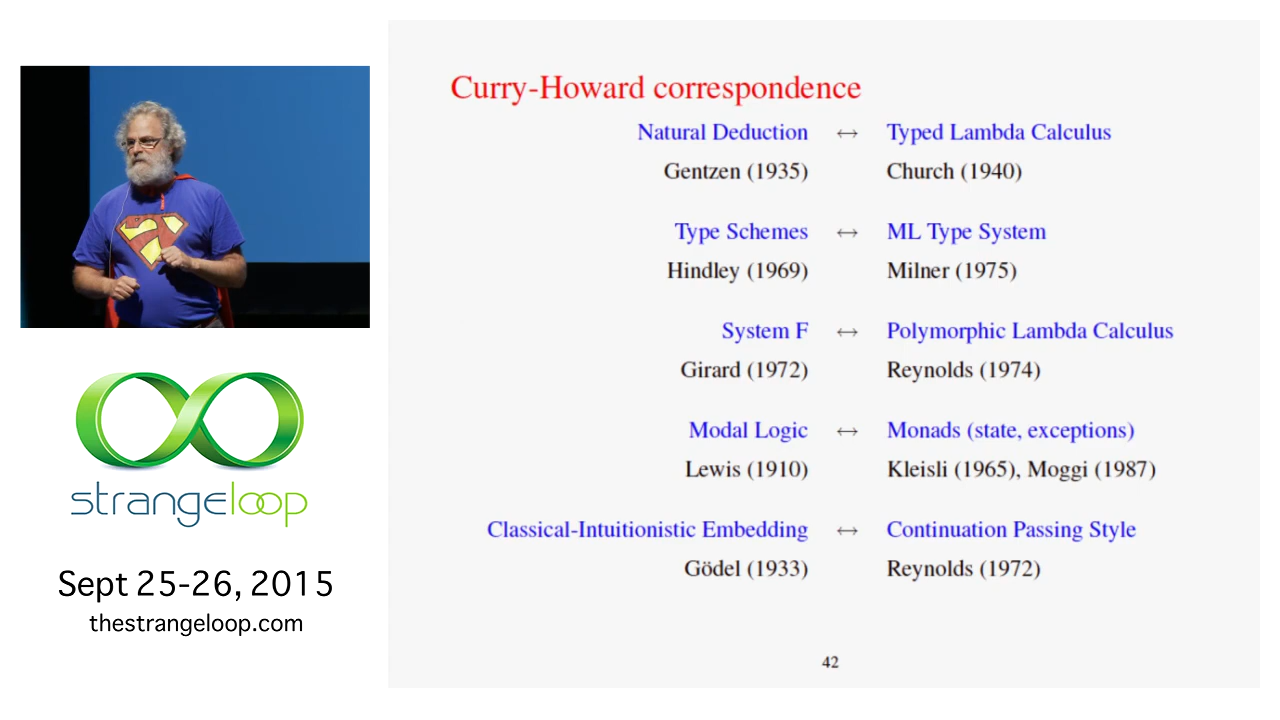 Curry-Howard correspondence
Natural Deduction ↔ Typed Lambda Calculus
Gentzen (1935) Church (1940)
Type Schemes ↔ ML Type System
Hindley (1969) Milner (1975)
System F ↔ Polymorphic Lambda Calculus
Girard (1972) Reynolds (1974)
Modal Logic ↔ Monads (state, exceptions)
Lewis (1910) Kleisli (1965), Moggi (1987)
Classical-Intuitionistic Embedding ↔ Continuation Passing Style
Gödel (1933) Reynolds (1972)
42
strangeloop
Sept 25-26, 2015
thestrangeloop.com